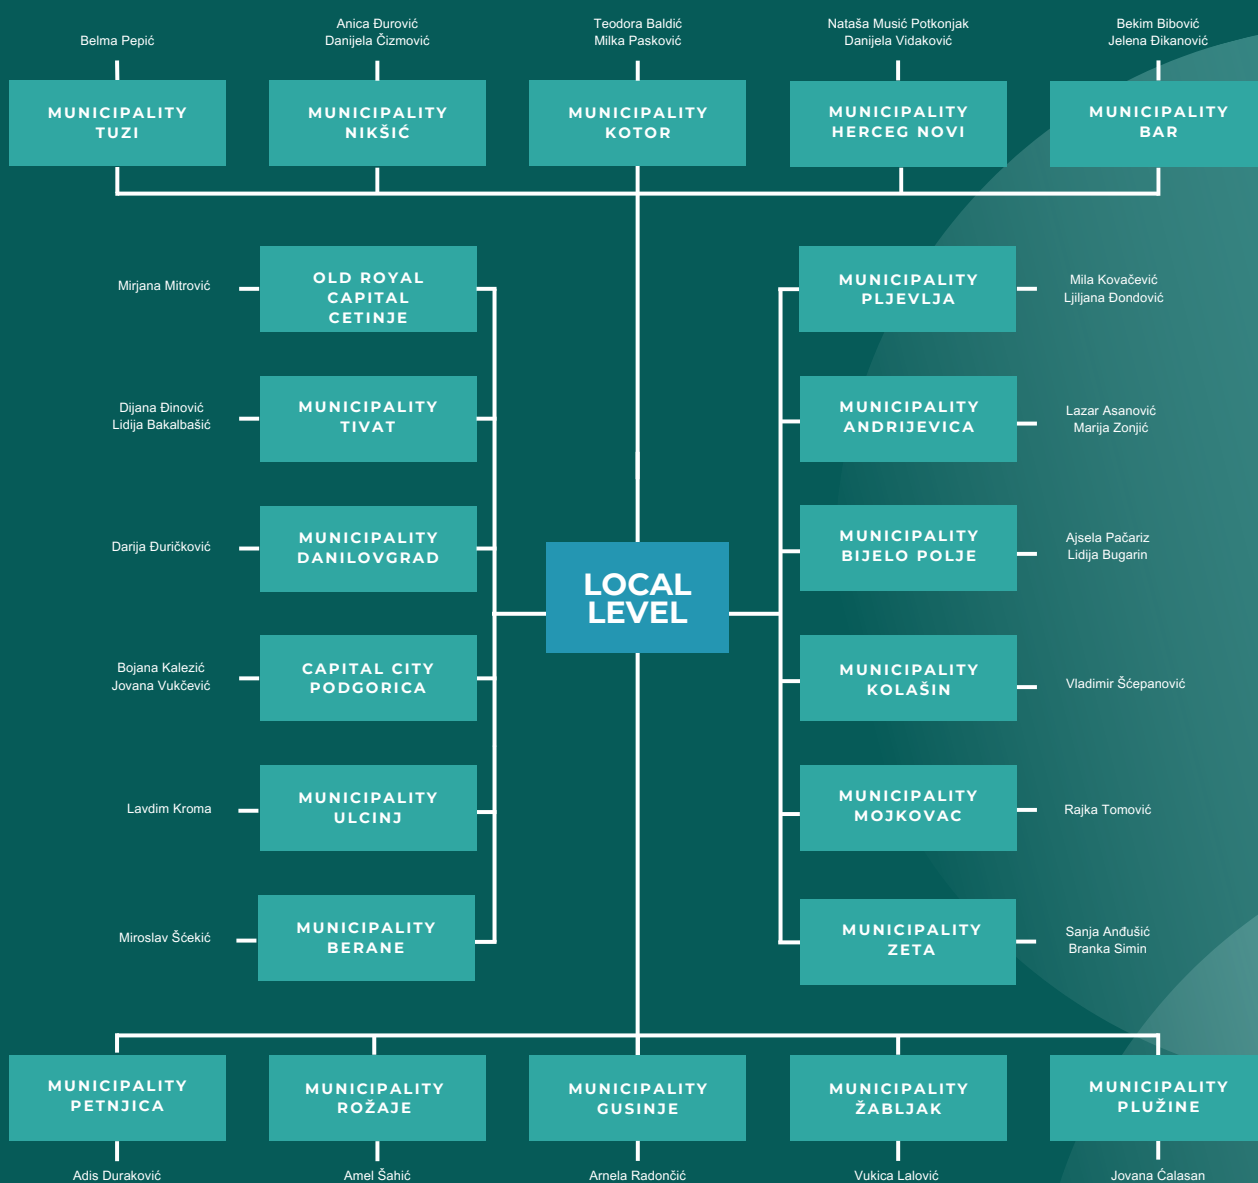 Belma Pepić
Anica Đurović
Danijela Čizmović
Teodora Baldić
Milka Pasković
Nataša Musić Potkonjak
Danijela Vidaković
Bekim Bibović
Jelena Đikanović
MUNICIPALITY
TUZI
MUNICIPALITY
NIKŠIĆ
MUNICIPALITY
KOTOR
MUNICIPALITY
HERCEG NOVI
MUNICIPALITY
BAR
Mirjana Mitrović
OLD ROYAL
CAPITAL
CETINJE
MUNICIPALITY
PLJEVLJA
Mila Kovačević
Ljiljana Đondović
Dijana Đinović
Lidija Bakalbašić
MUNICIPALITY
TIVAT
MUNICIPALITY
ANDRIJEVICA
Lazar Asanović
Marija Zonjić
Darija Đuričković
MUNICIPALITY
DANILOVGRAD
MUNICIPALITY
BIJELO POLJE
Ajsela Pačariz
Lidija Bugarin
LOCAL
LEVEL
Bojana Kalezić
Jovana Vukčević
CAPITAL CITY
PODGORICA
MUNICIPALITY
KOLAŠIN
Vladimir Šćepanović
Lavdim Kroma
MUNICIPALITY
ULCINJ
MUNICIPALITY
MOJKOVAC
Rajka Tomović
Miroslav Šćekić
MUNICIPALITY
BERANE
MUNICIPALITY
ZETA
Sanja Anđušić
Branka Simin
MUNICIPALITY
PETNJICA
MUNICIPALITY
ROŽAJE
MUNICIPALITY
GUSINJE
MUNICIPALITY
ŽABLJAK
MUNICIPALITY
PLUŽINE
Adis Duraković
Amel Šahić
Arnela Radončić
Vukica Lalović
Jovana Ćalasan